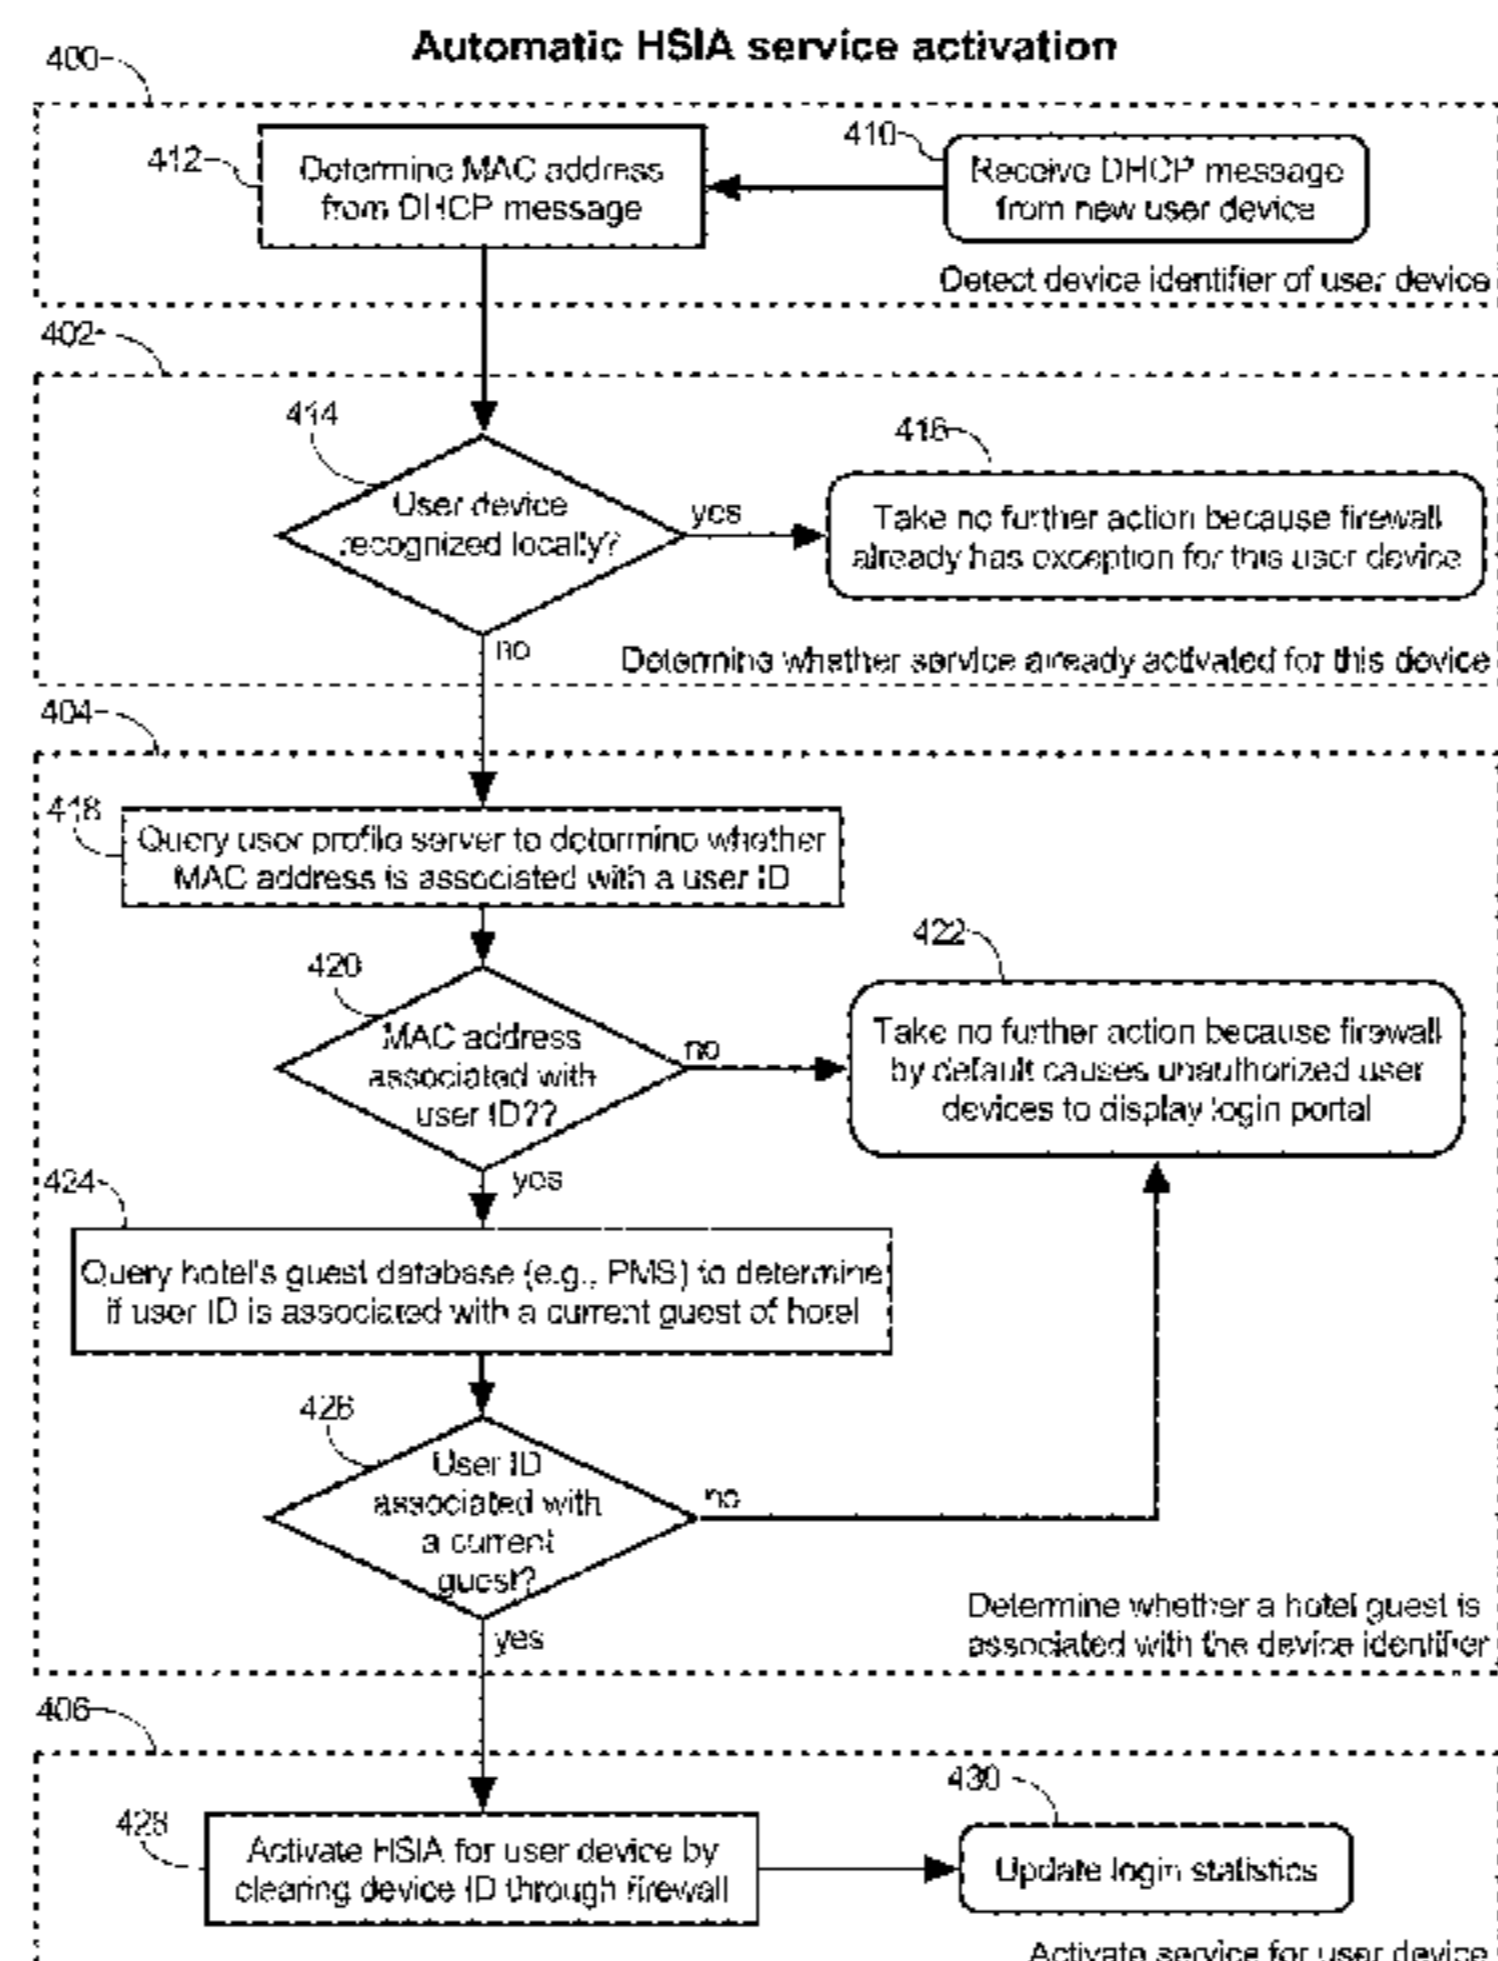 Automatic HSIA service activation
400
412
Determine MAC address
from DHCP message
410
Receive DHCP message
from new user device
Detect device identifier of user device
402
414
User device
recognized locally?
yes
416
Take no further action because firewall
already has exception for this user device
no
Determine whether service already activated for this device
404
418
Query user profile server to determine whether
MAC address is associated with a user ID
420
MAC address
associated with
user ID??
no
422
Take no further action because firewall
by default causes unauthorized user
devices to display login portal
yes
424
Query hotel's guest database (e.g., PMS) to determine
if user ID is associated with a current guest of hotel
426
User ID
associated with
a current
guest?
no
Determine whether a hotel guest is
associated with the device identifier
yes
406
428
Activate HSIA for user device by
clearing device ID through firewall
430
Update login statistics
Activate service for user device